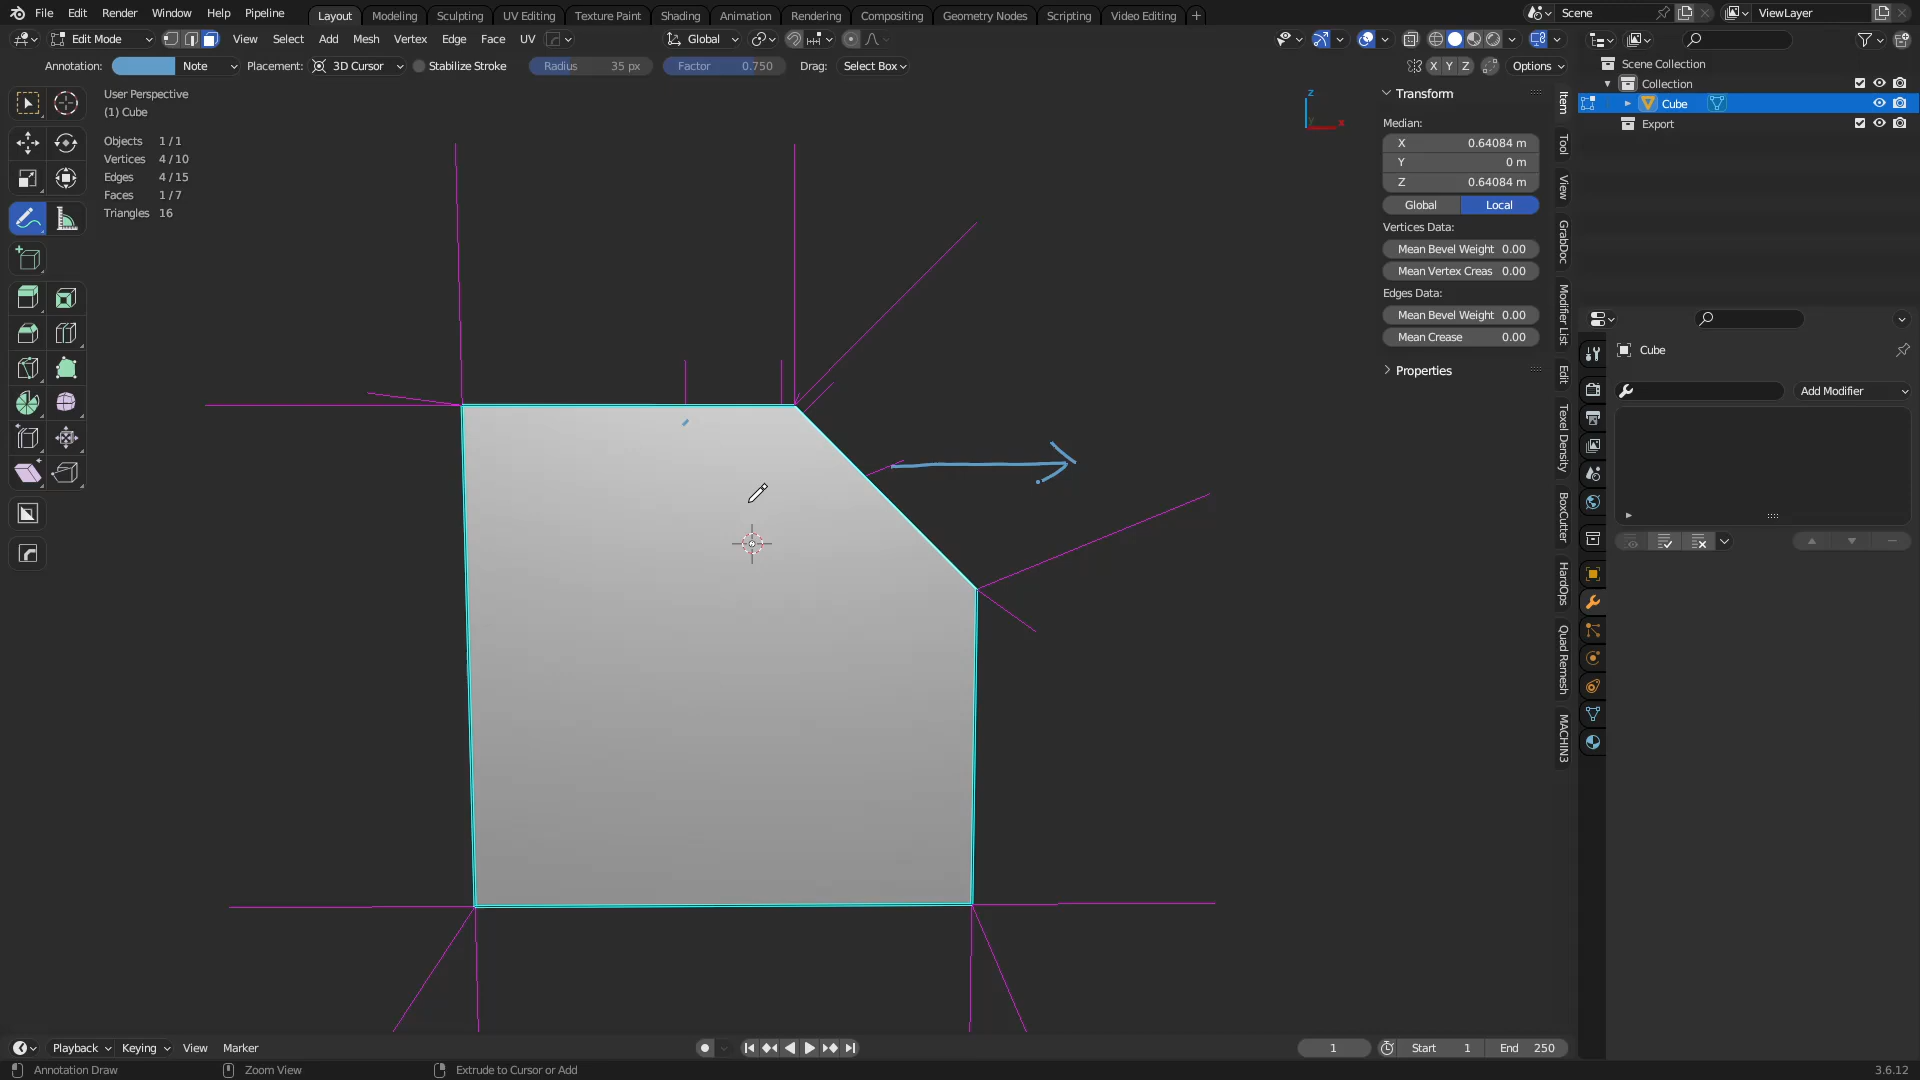 File Edit Render Window Help Pipeline Layout Modeling Sculpting UV Editing Texture Paint Shading Animation Rendering Compositing Geometry Nodes Scripting Video Editing + Scene ViewLayer
Edit Mode View Select Add Mesh Vertex Edge Face UV Global
Annotation: Note Placement: 3D Cursor Stabilize Stroke Radius 35 px Factor 0.750 Drag: Select Box X Y Z Options
User Perspective
(1) Cube
Objects 1 / 1
Vertices 4 / 10
Edges 4 / 15
Faces 1 / 7
Triangles 16
z
x
Transform
Median:
X 0.64084 m
Y 0 m
Z 0.64084 m
Global Local
Vertices Data:
Mean Bevel Weight 0.00
Mean Vertex Creas 0.00
Edges Data:
Mean Bevel Weight 0.00
Mean Crease 0.00
Properties
Item
Tool
View
GrabDoc
Modifier List
Edit
Texel Density
BoxCutter
HardOps
Quad Remesh
MACHIN3
Scene Collection
Collection
Cube
Export
Cube
Add Modifier
Playback Keying View Marker 1 Start 1 End 250
Annotation Draw Zoom View Extrude to Cursor or Add 3.6.12